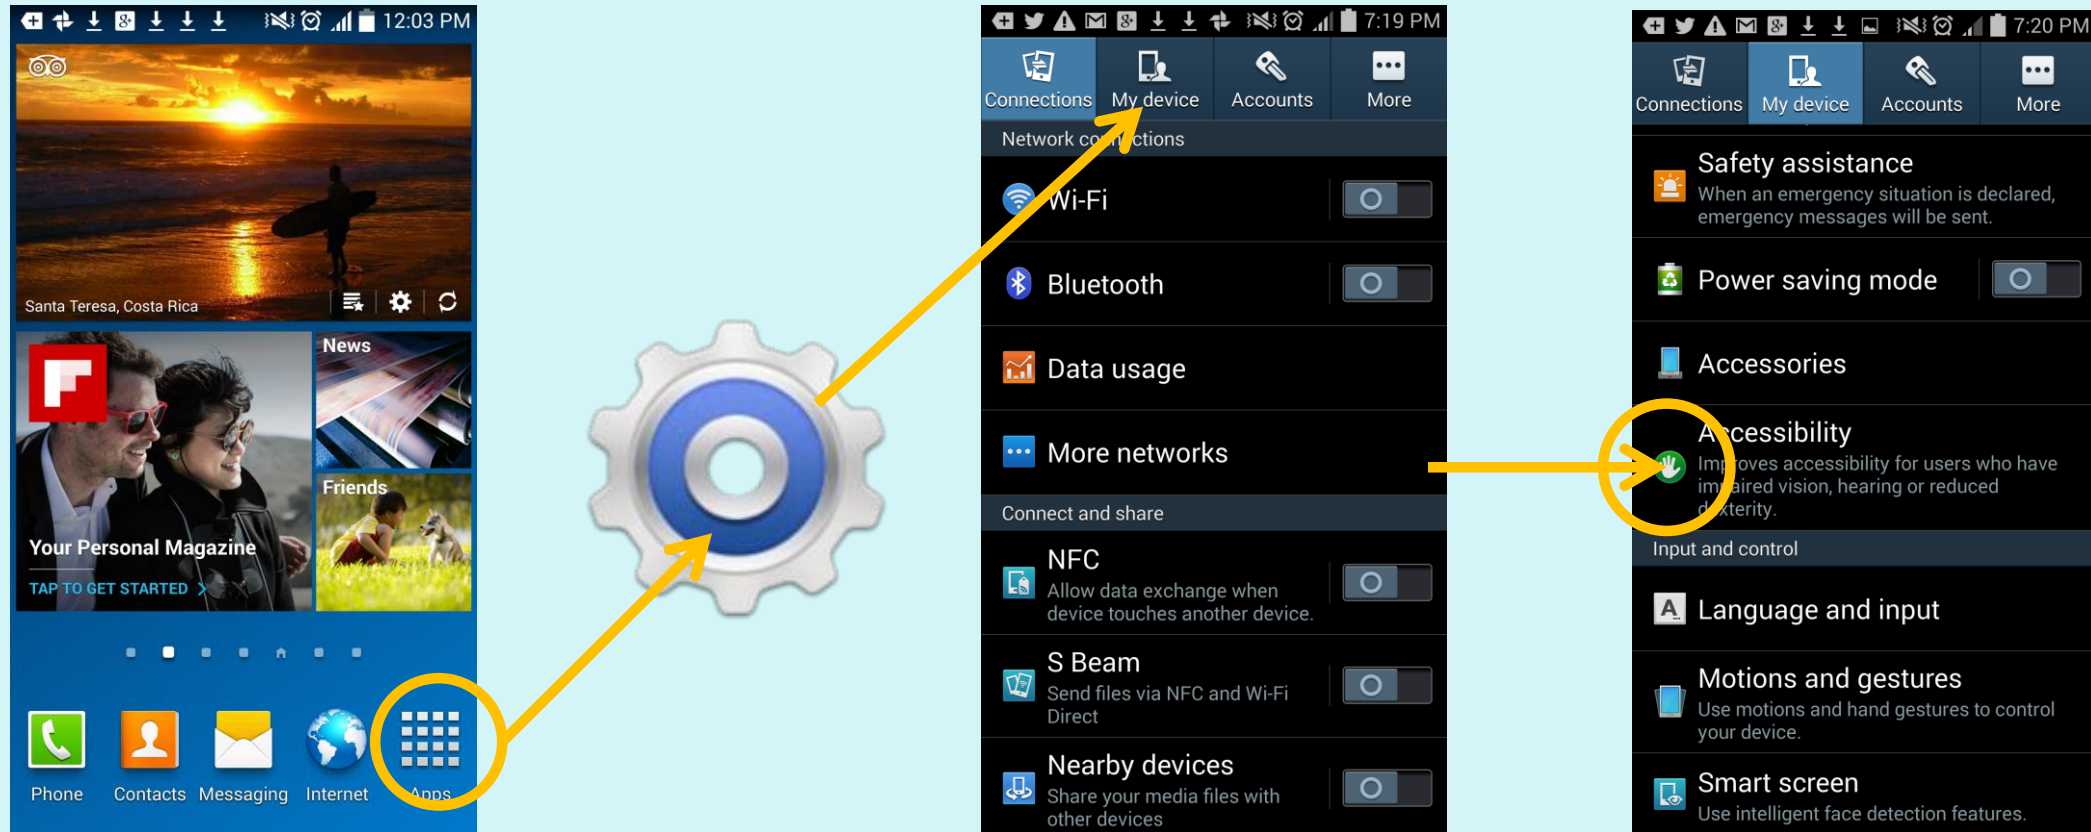 12:03 PM
Santa Teresa, Costa Rica
News
Friends
Your Personal Magazine
TAP TO GET STARTED
Phone
Contacts
Messaging
Internet
Apps
7:19 PM
Connections
My device
Accounts
More
Network connections
Wi-Fi
Bluetooth
Data usage
More networks
Connect and share
NFC
Allow data exchange when
device touches another device.
S Beam
Send files via NFC and Wi-Fi
Direct
Nearby devices
Share your media files with
other devices
7:20 PM
Connections
My device
Accounts
More
Safety assistance
When an emergency situation is declared,
emergency messages will be sent.
Power saving mode
Accessories
Accessibility
Improves accessibility for users who have
impaired vision, hearing or reduced
dexterity.
Input and control
Language and input
Motions and gestures
Use motions and hand gestures to control
your device.
Smart screen
Use intelligent face detection features.